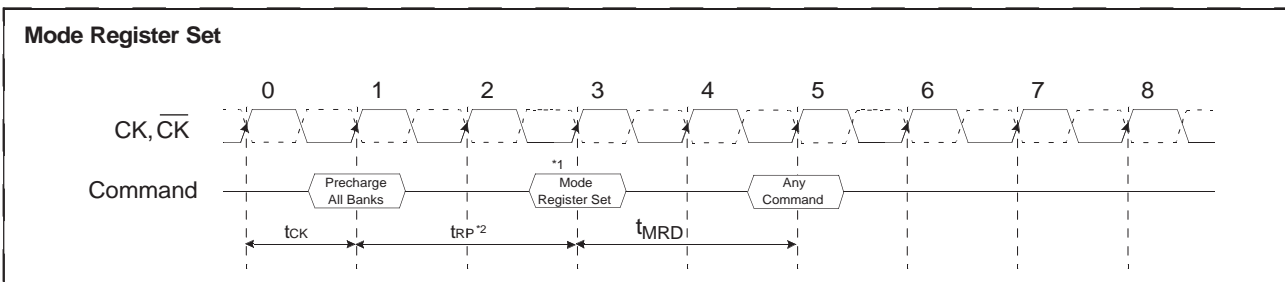 Mode Register Set
0 1 2 3 4 5 6 7 8
CK, CK
*1
Command
Precharge
All Banks
Mode
Register Set
Any
Command
tCK
tRP*2
tMRD